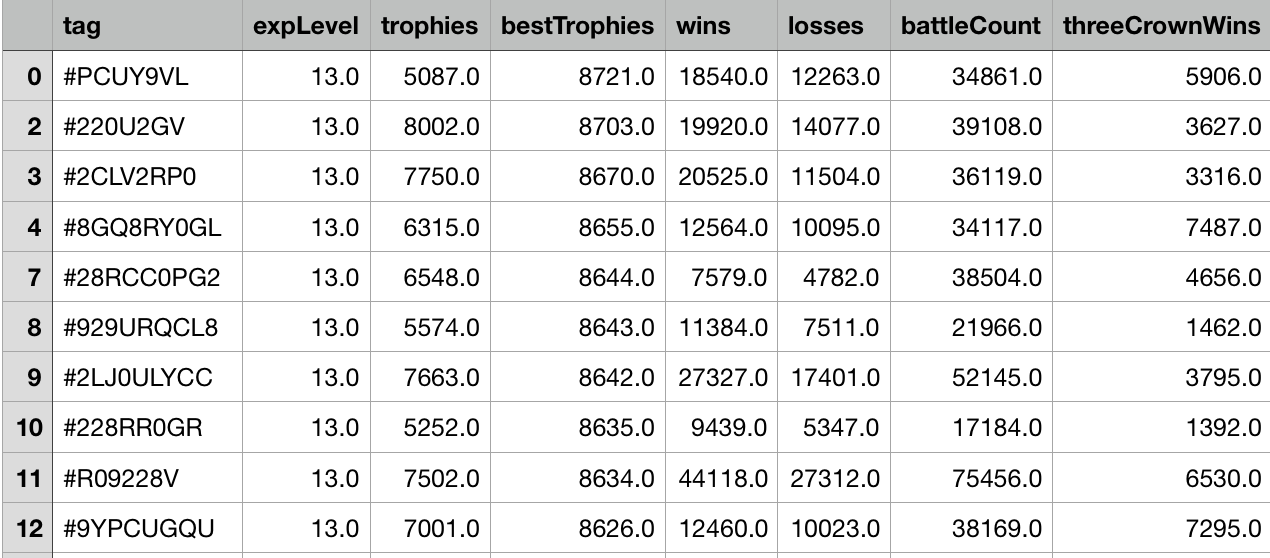 tag expLevel trophies bestTrophies wins losses battleCount threeCrownWins
0 #PCUY9VL 13.0 5087.0 8721.0 18540.0 12263.0 34861.0 5906.0
2 #220U2GV 13.0 8002.0 8703.0 19920.0 14077.0 39108.0 3627.0
3 #2CLV2RP0 13.0 7750.0 8670.0 20525.0 11504.0 36119.0 3316.0
4 #8GQ8RY0GL 13.0 6315.0 8655.0 12564.0 10095.0 34117.0 7487.0
7 #28RCC0PG2 13.0 6548.0 8644.0 7579.0 4782.0 38504.0 4656.0
8 #929URQCL8 13.0 5574.0 8643.0 11384.0 7511.0 21966.0 1462.0
9 #2LJ0ULYCC 13.0 7663.0 8642.0 27327.0 17401.0 52145.0 3795.0
10 #228RR0GR 13.0 5252.0 8635.0 9439.0 5347.0 17184.0 1392.0
11 #R09228V 13.0 7502.0 8634.0 44118.0 27312.0 75456.0 6530.0
12 #9YPCUGQU 13.0 7001.0 8626.0 12460.0 10023.0 38169.0 7295.0